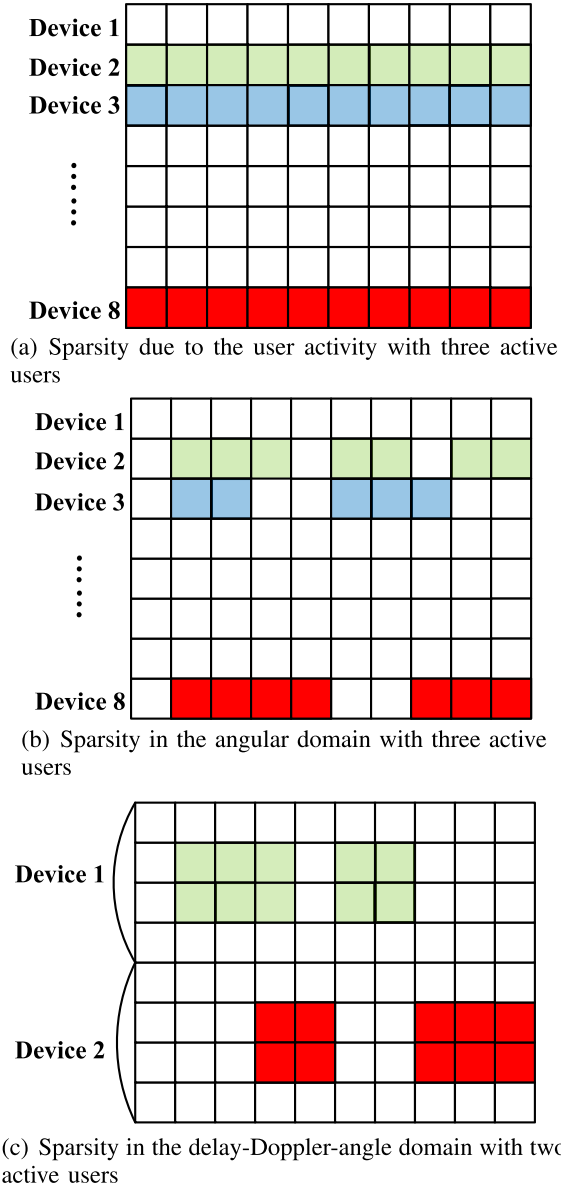 Device 1
Device 2
Device 3
Device 8
(a) Sparsity due to the user activity with three active
users
Device 1
Device 2
Device 3
Device 8
(b) Sparsity in the angular domain with three active
users
Device 1
Device 2
(c) Sparsity in the delay-Doppler-angle domain with two
active users